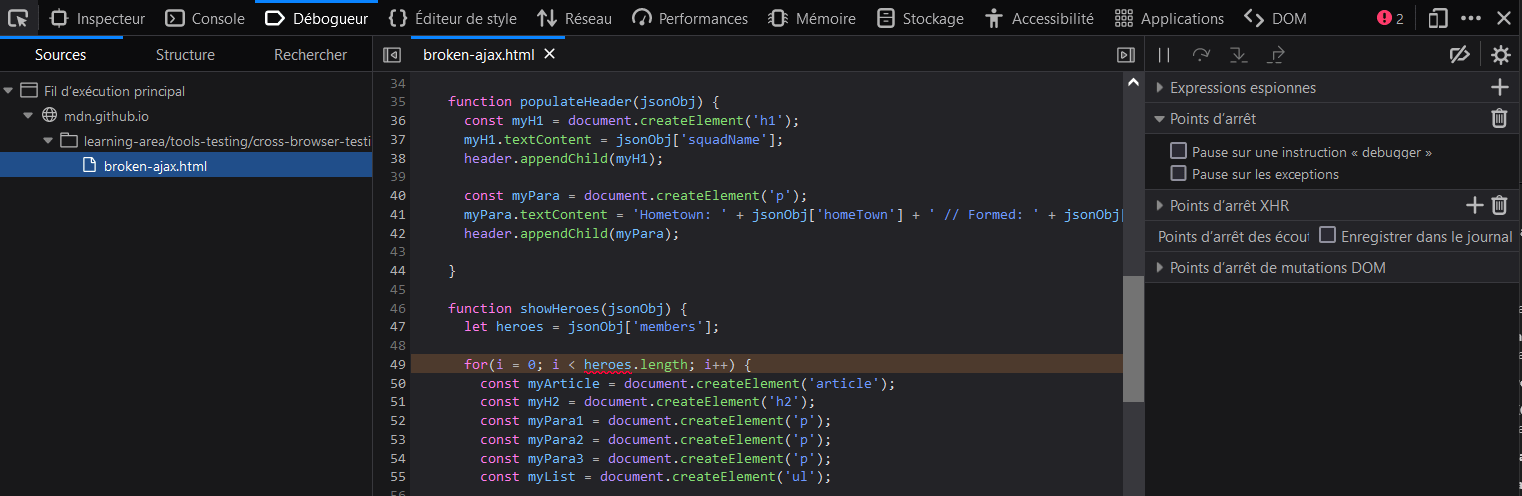 Inspecteur Console Débogueur Éditeur de style Réseau Performances Mémoire Stockage Accessibilité Applications DOM 2
Sources Structure Rechercher
Fil d'exécution principal
mdn.github.io
learning-area/tools-testing/cross-browser-testi
broken-ajax.html
broken-ajax.html
34
35 function populateHeader(jsonObj) {
36 const myH1 = document.createElement('h1');
37 myH1.textContent = jsonObj['squadName'];
38 header.appendChild(myH1);
39
40 const myPara = document.createElement('p');
41 myPara.textContent = 'Hometown: ' + jsonObj['homeTown'] + ' // Formed: ' + jsonObj[
42 header.appendChild(myPara);
43
44 }
45
46 function showHeroes(jsonObj) {
47 let heroes = jsonObj['members'];
48
49 for(i = 0; i < heroes.length; i++) {
50 const myArticle = document.createElement('article');
51 const myH2 = document.createElement('h2');
52 const myPara1 = document.createElement('p');
53 const myPara2 = document.createElement('p');
54 const myPara3 = document.createElement('p');
55 const myList = document.createElement('ul');
56
Expressions espionnes
Points d'arrêt
Pause sur une instruction « debugger »
Pause sur les exceptions
Points d'arrêt XHR
Points d'arrêt des écout Enregistrer dans le journal
Points d'arrêt de mutations DOM